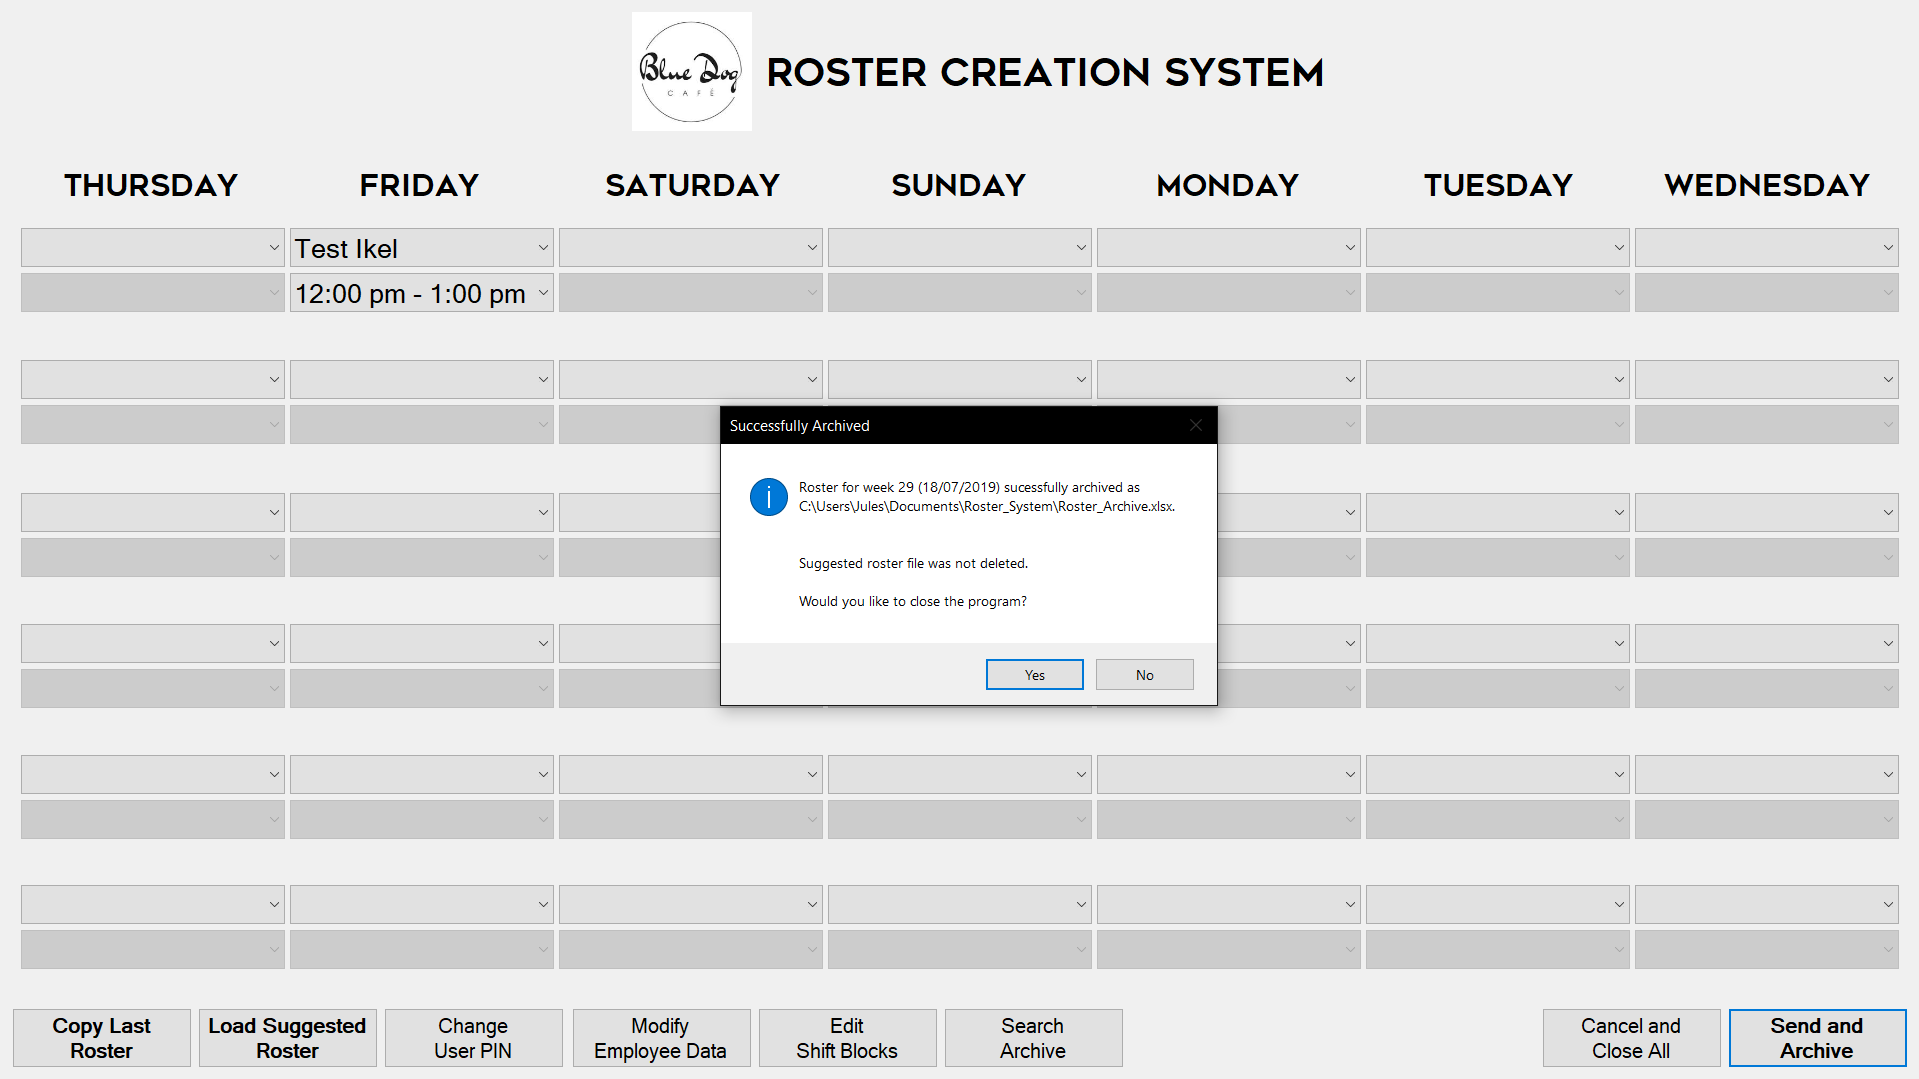 Blue Dog
CAFÉ
ROSTER CREATION SYSTEM
THURSDAY
FRIDAY
SATURDAY
SUNDAY
MONDAY
TUESDAY
WEDNESDAY
Test Ikel
12:00 pm - 1:00 pm
Successfully Archived
Roster for week 29 (18/07/2019) sucessfully archived as
C:\Users\Jules\Documents\Roster_System\Roster_Archive.xlsx.
Suggested roster file was not deleted.
Would you like to close the program?
Yes
No
Copy Last
Roster
Load Suggested
Roster
Change
User PIN
Modify
Employee Data
Edit
Shift Blocks
Search
Archive
Cancel and
Close All
Send and
Archive